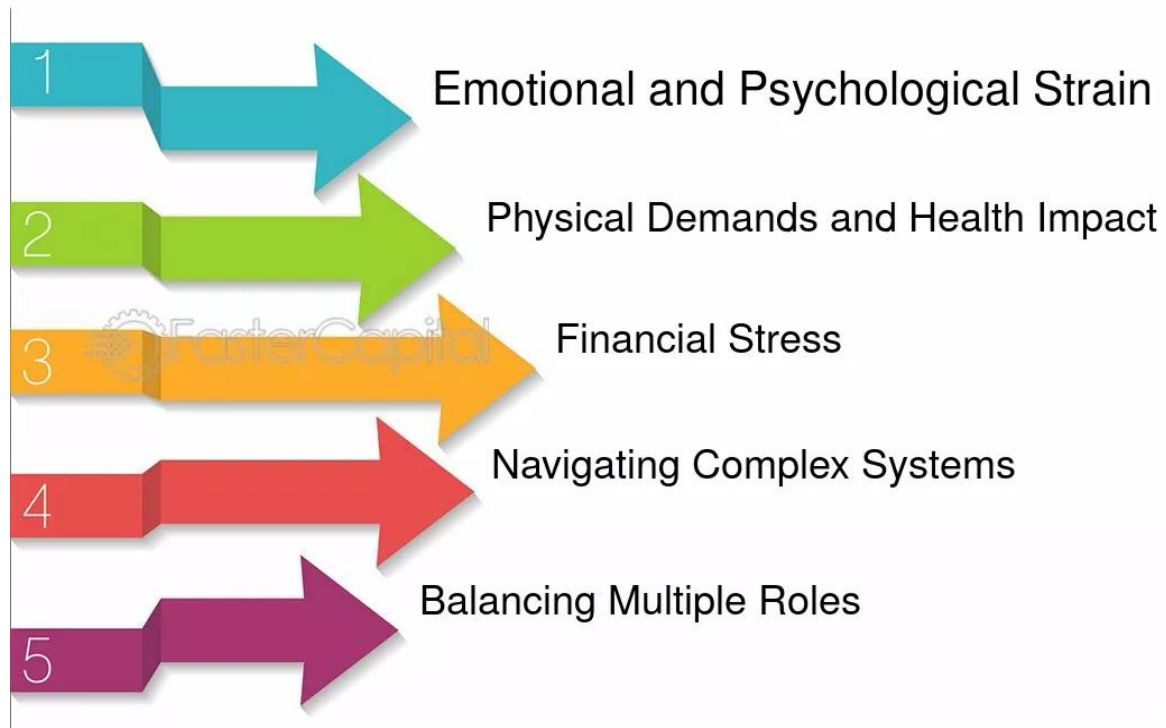 1
Emotional and Psychological Strain
2
Physical Demands and Health Impact
FasterCapital
3
Financial Stress
4
Navigating Complex Systems
5
Balancing Multiple Roles